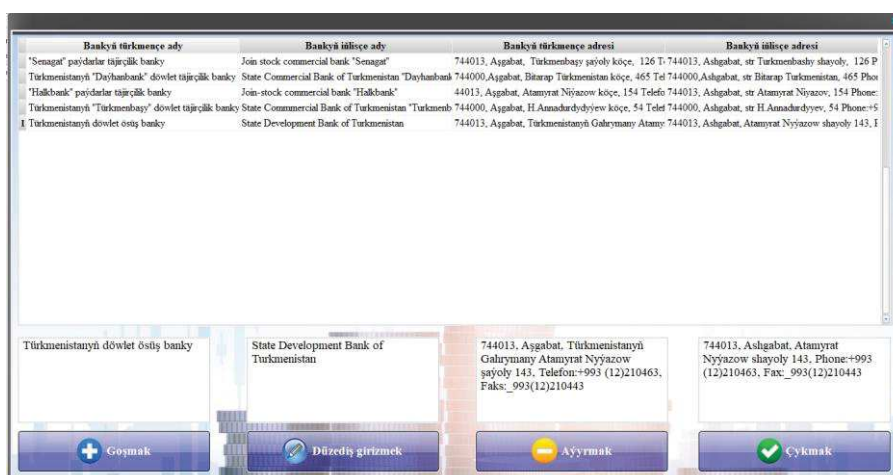 Bankyň türkmençe ady Bankyň iňlisçe ady Bankyň türkmençe adresi Bankyň iňlisçe adresi
"Senagat" paýdarlar täjirçilik banky Join stock commercial bank "Senagat" 744013, Aşgabat, Türkmenbaşy şaýoly köçe, 126 T 744013, Ashgabat, str Turkmenbashy shayoly, 126 P
Türkmenistanyň "Daýhanbank" döwlet täjirçilik banky State Commercial Bank of Turkmenistan "Dayhanbank 744000,Aşgabat, Bitarap Türkmenistan köçe, 465 Tel 744000,Ashgabat, str Bitarap Turkmenistan, 465 Pho
"Halkbank" paýdarlar täjirçilik banky Join-stock commercial bank "Halkbank" 44013, Aşgabat, Atamyrat Niýazow köçe, 154 Telefo 744013, Ashgabat, str Atamyrat Niyazov, 154 Phone:
Türkmenistanyň "Türkmenbaşy" döwlet täjirçilik banky State Commmercial Bank of Turkmenistan "Turkmenb 744000, Aşgabat, H.Annadurdyýyew köç, 54 Telef 744000, Ashgabat, str H.Annadurdyyev, 54 Phone:+9
I Türkmenistanyň döwlet ösüş banky State Development Bank of Turkmenistan 744013, Aşgabat, Türkmenistanyň Gahrymany Atamy 744013, Ashgabat, Atamyrat Nyýazow shayoly 143,
Türkmenistanyň döwlet ösüş banky
State Development Bank of
Turkmenistan
744013, Aşgabat, Türkmenistanyň
Gahrymany Atamyrat Nyýazow
şaýoly 143, Telefon:+993 (12)210463,
Faks:_993(12)210443
744013, Ashgabat, Atamyrat
Nyýazow shayoly 143, Phone:+993
(12)210463, Fax:_993(12)210443
Goşmak Düzediş girizmek Aýyrmak Çykmak